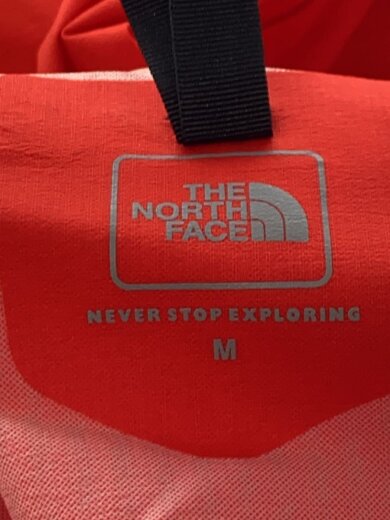 THE
NORTH
FACE
NEVER STOP EXPLORING
M